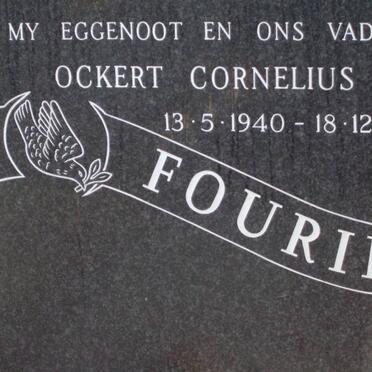 MY EGGENOOT EN ONS VAD
OCKERT CORNELIUS
13·5·1940 – 18·12
FOURI